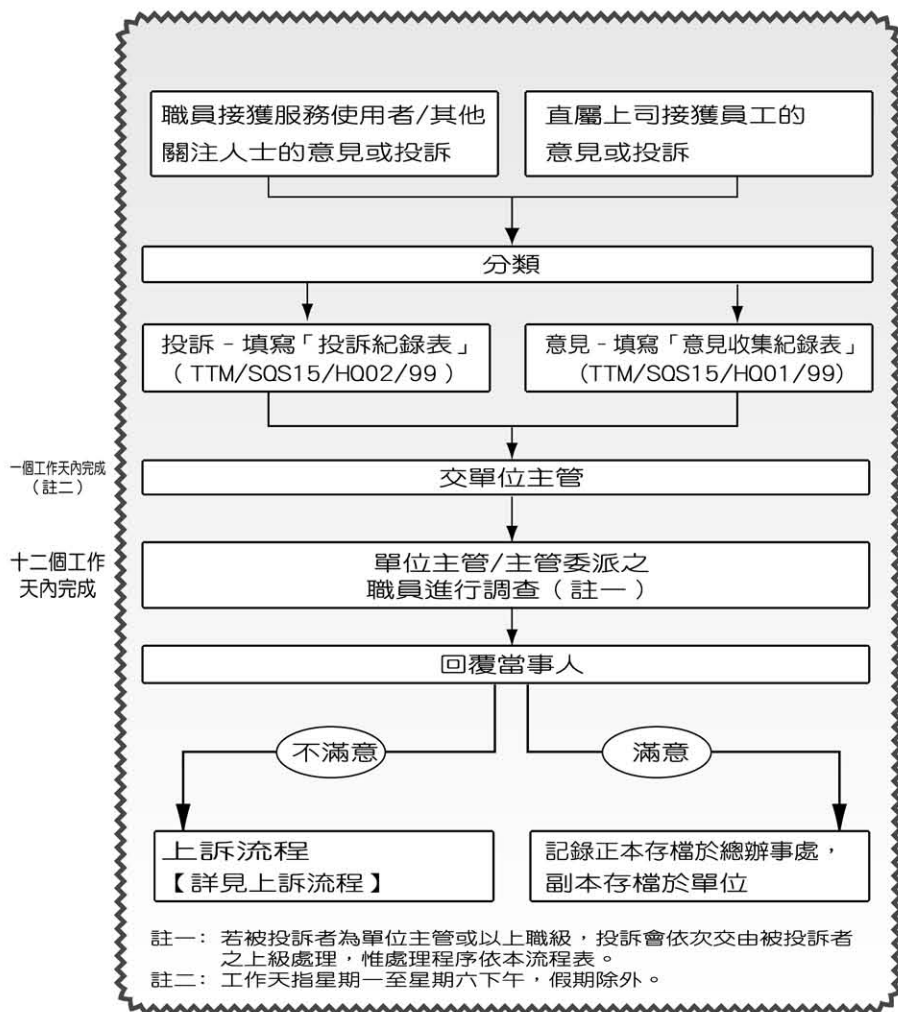 職員接獲服務使用者/其他
關注人士的意見或投訴
直屬上司接獲員工的
意見或投訴
分類
投訴 - 填寫「投訴紀錄表」
( TTM/SQS15/HQ02/99 )
意見 - 填寫「意見收集紀錄表」
(TTM/SQS15/HQ01/99)
一個工作天內完成
(註二)
交單位主管
十二個工作
天內完成
單位主管/主管委派之
職員進行調查(註一)
回覆當事人
不滿意
滿意
上訴流程
【詳見上訴流程】
記錄正本存檔於總辦事處，
副本存檔於單位
註一: 若被投訴者為單位主管或以上職級，投訴會依次交由被投訴者
之上級處理，惟處理程序依本流程表。
註二: 工作天指星期一至星期六下午，假期除外。